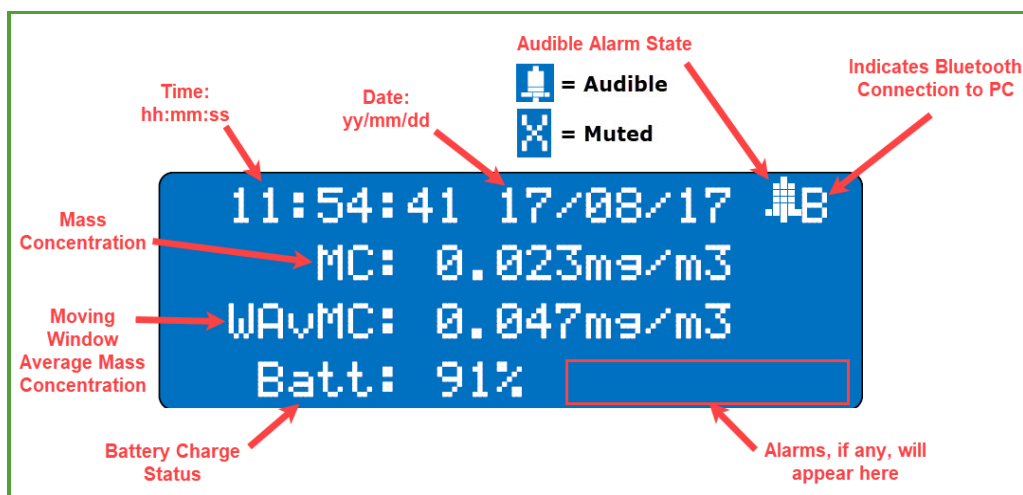 Audible Alarm State
= Audible
= Muted
Indicates Bluetooth
Connection to PC
Time:
hh:mm:ss
Date:
yy/mm/dd
11:54:41 17/08/17 B
Mass
Concentration
MC: 0.023mg/m3
Moving
Window
Average Mass
Concentration
WAvMC: 0.047mg/m3
Batt: 91%
Battery Charge
Status
Alarms, if any, will
appear here